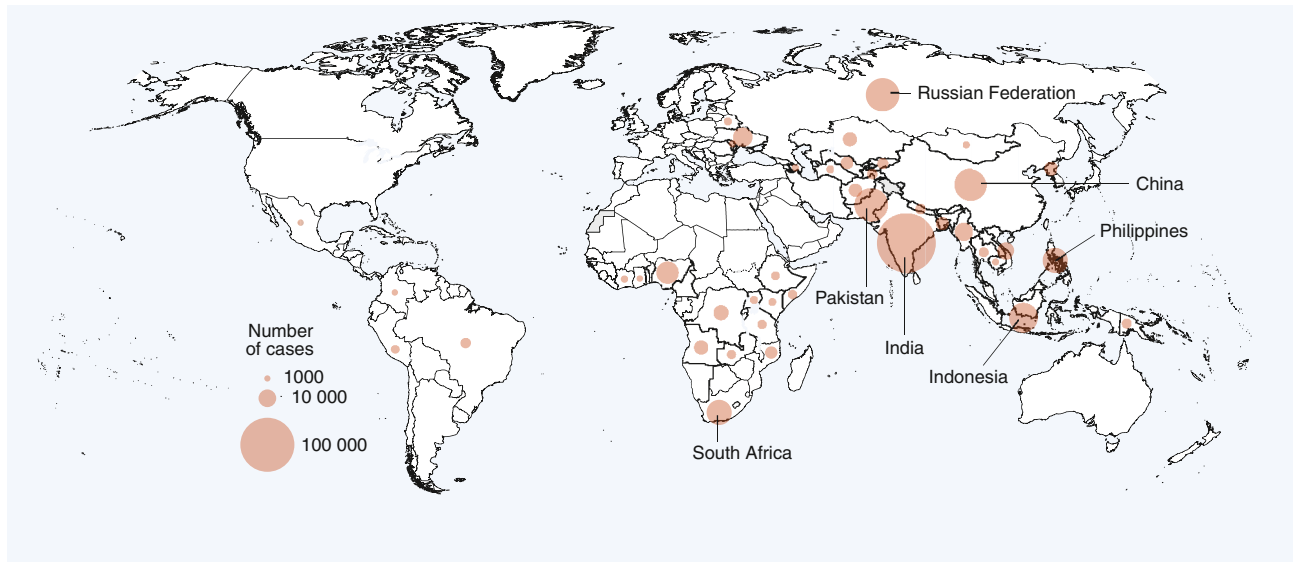 Russian Federation
China
Philippines
Pakistan
India
Indonesia
South Africa
Number
of cases
1000
10 000
100 000